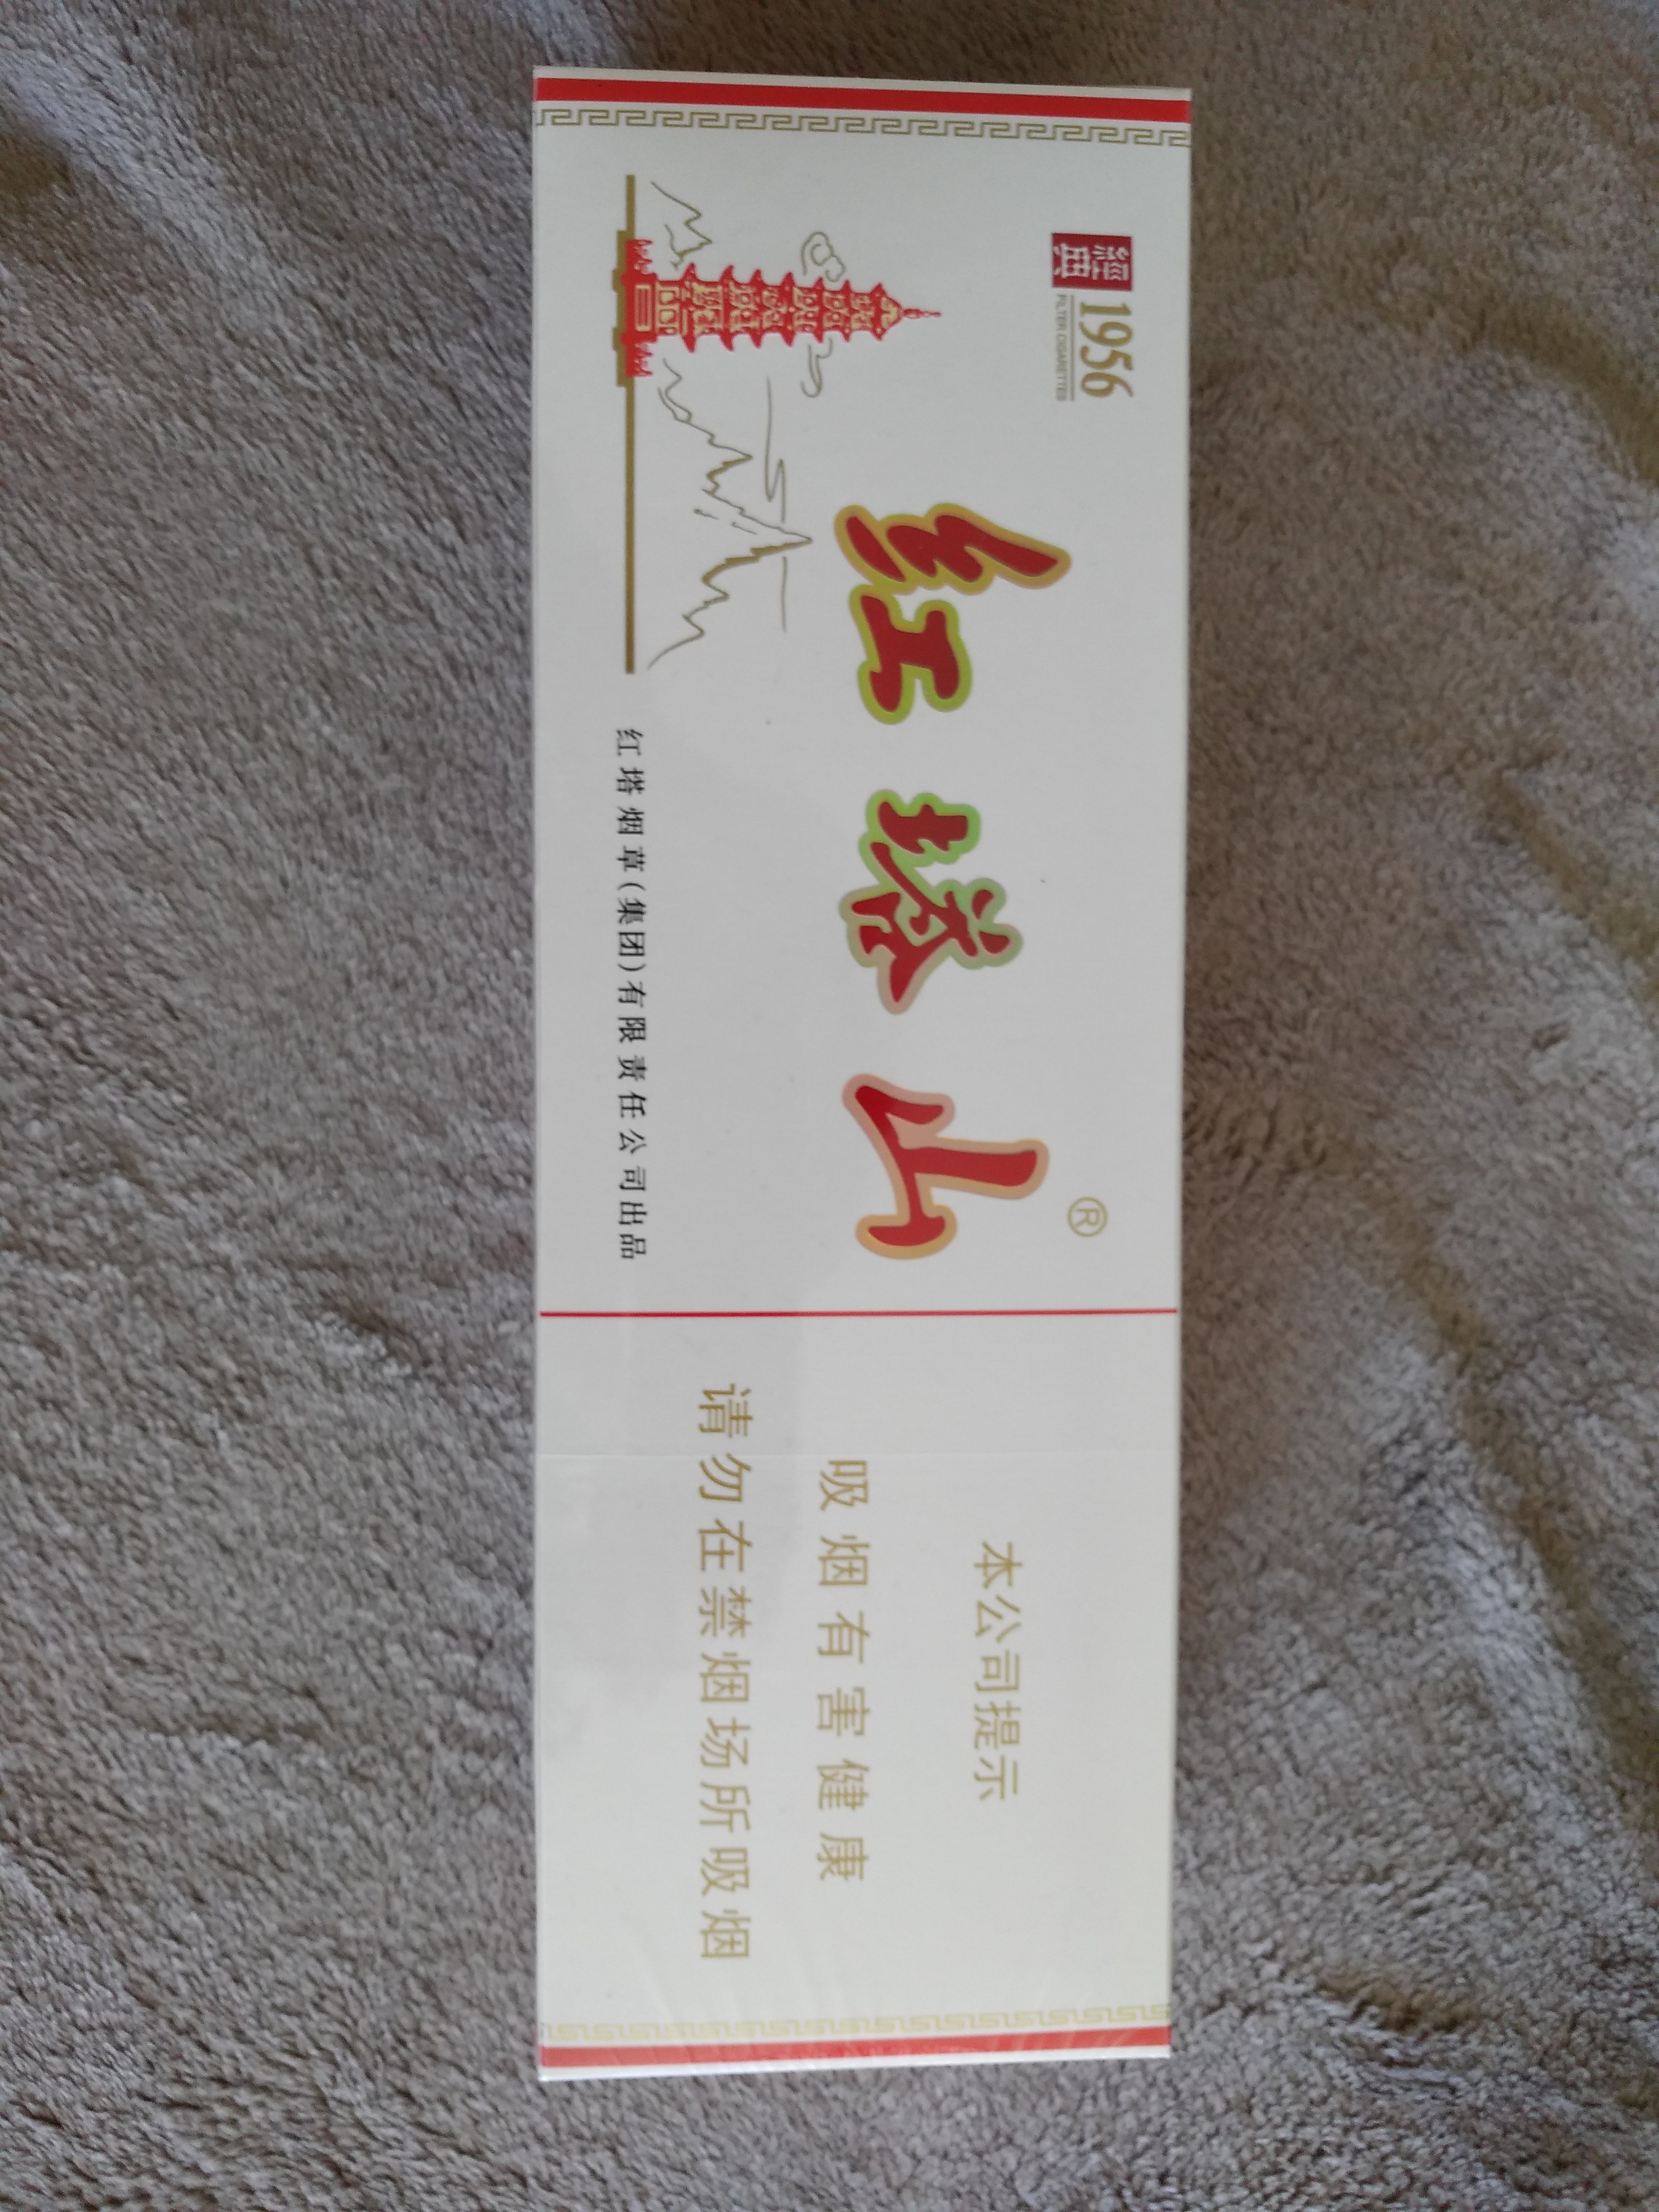 經典
1956
FILTER CIGARETTES
红塔山®
红塔烟草(集团)有限责任公司出品
本公司提示
吸烟有害健康
请勿在禁烟场所吸烟